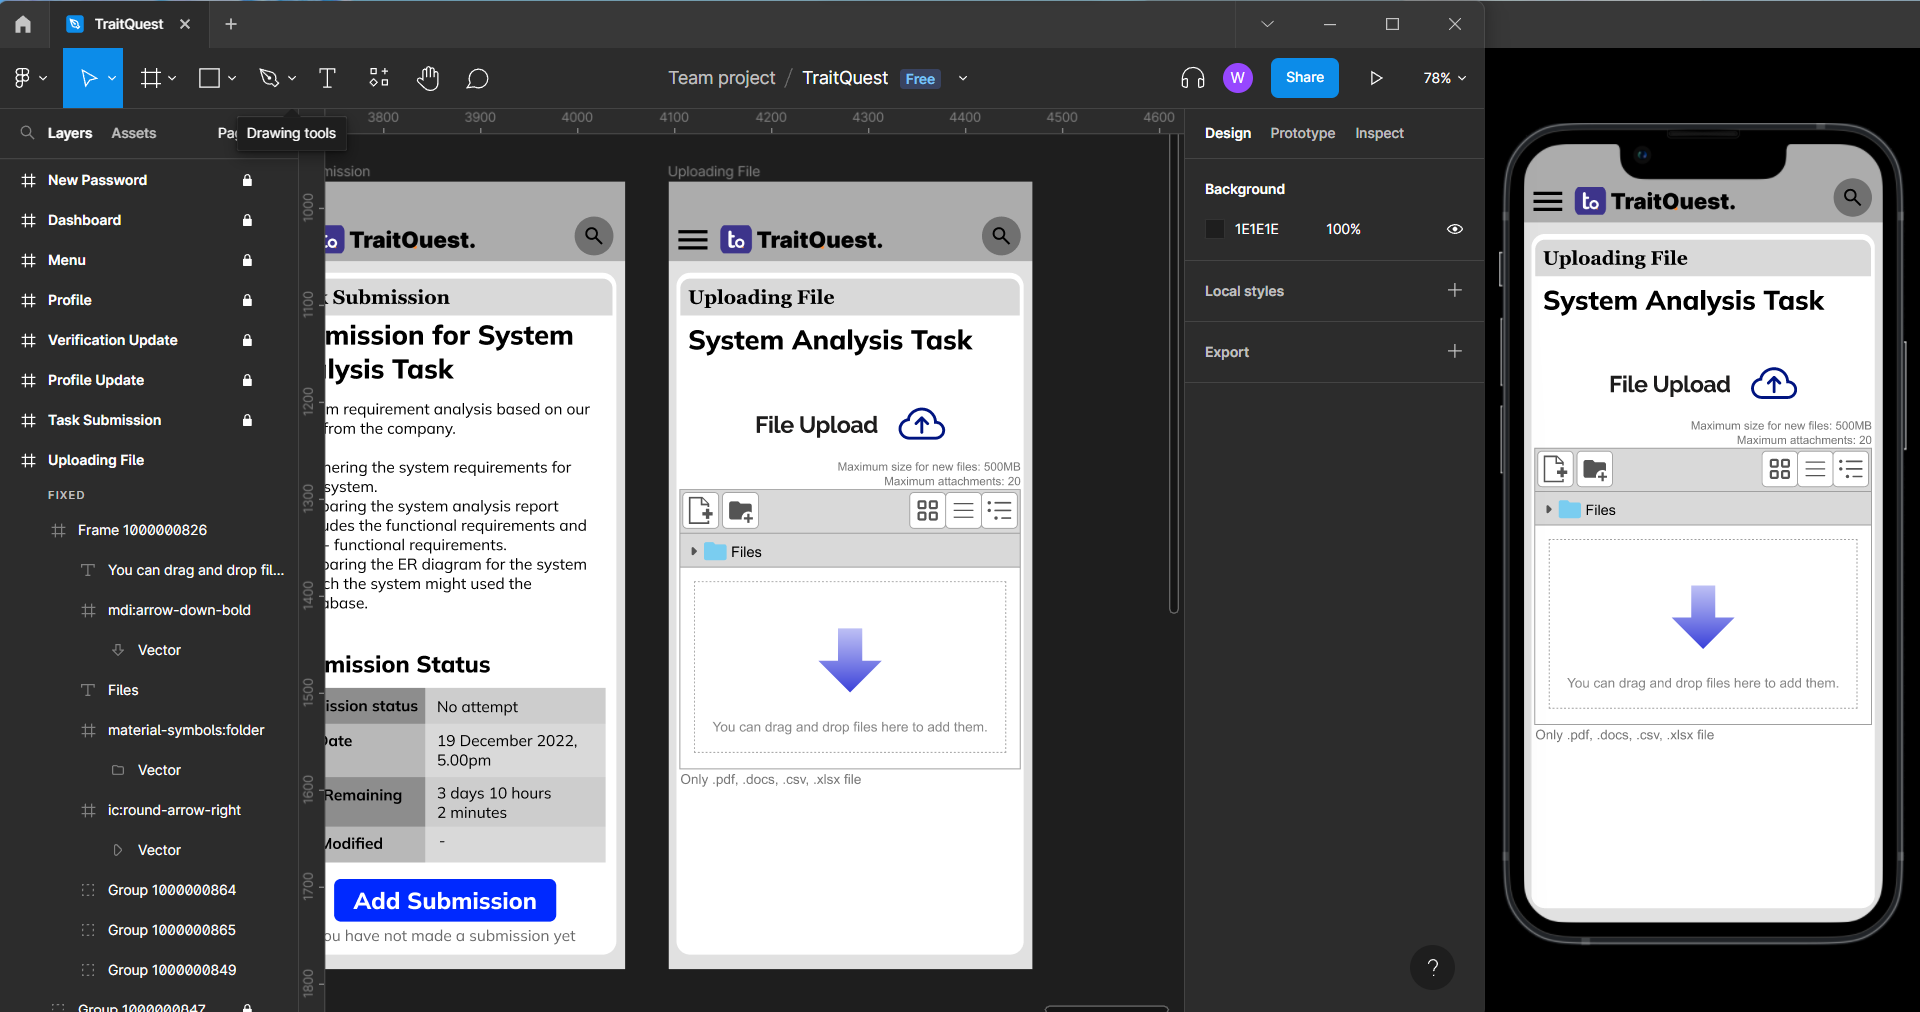 TraitQuest
Team project / TraitQuest Free
W
Share
78%
Layers
Assets
Drawing tools
New Password
Dashboard
Menu
Profile
Verification Update
Profile Update
Task Submission
Uploading File
FIXED
Frame 1000000826
You can drag and drop fil...
mdi:arrow-down-bold
Vector
Files
material-symbols:folder
Vector
ic:round-arrow-right
Vector
Group 1000000864
Group 1000000865
Group 1000000849
Group 1000000847
3800 3900 4000 4100 4200 4300 4400 4500 4600
1000
1100
1200
1300
1400
1500
1600
1700
1800
mission
to TraitQuest.
k Submission
mission for System
lysis Task
m requirement analysis based on our
from the company.
hering the system requirements for
system.
paring the system analysis report
udes the functional requirements and
- functional requirements.
paring the ER diagram for the system
ch the system might used the
abase.
mission Status
ission status No attempt
Date 19 December 2022,
5.00pm
Remaining 3 days 10 hours
2 minutes
Modified -
Add Submission
ou have not made a submission yet
Uploading File
to TraitQuest.
Uploading File
System Analysis Task
File Upload
Maximum size for new files: 500MB
Maximum attachments: 20
Files
You can drag and drop files here to add them.
Only .pdf, .docs, .csv, .xlsx file
Design
Prototype
Inspect
Background
1E1E1E 100%
Local styles
Export
?
to TraitQuest.
Uploading File
System Analysis Task
File Upload
Maximum size for new files: 500MB
Maximum attachments: 20
Files
You can drag and drop files here to add them.
Only .pdf, .docs, .csv, .xlsx file